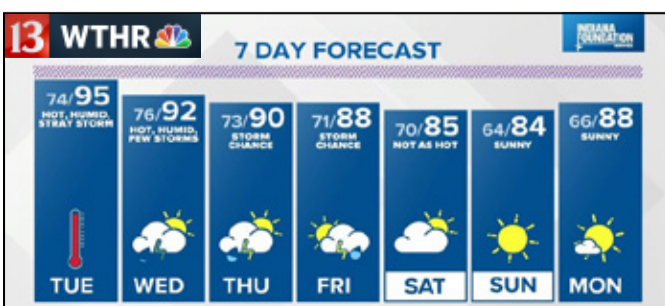 13 WTHR
7 DAY FORECAST
INDIANA
FOUNDATION
74/95
HOT, HUMID,
STRAY STORM
TUE
76/92
HOT, HUMID,
FEW STORMS
WED
73/90
STORM
CHANCE
THU
71/88
STORM
CHANCE
FRI
70/85
NOT AS HOT
SAT
64/84
SUNNY
SUN
66/88
SUNNY
MON